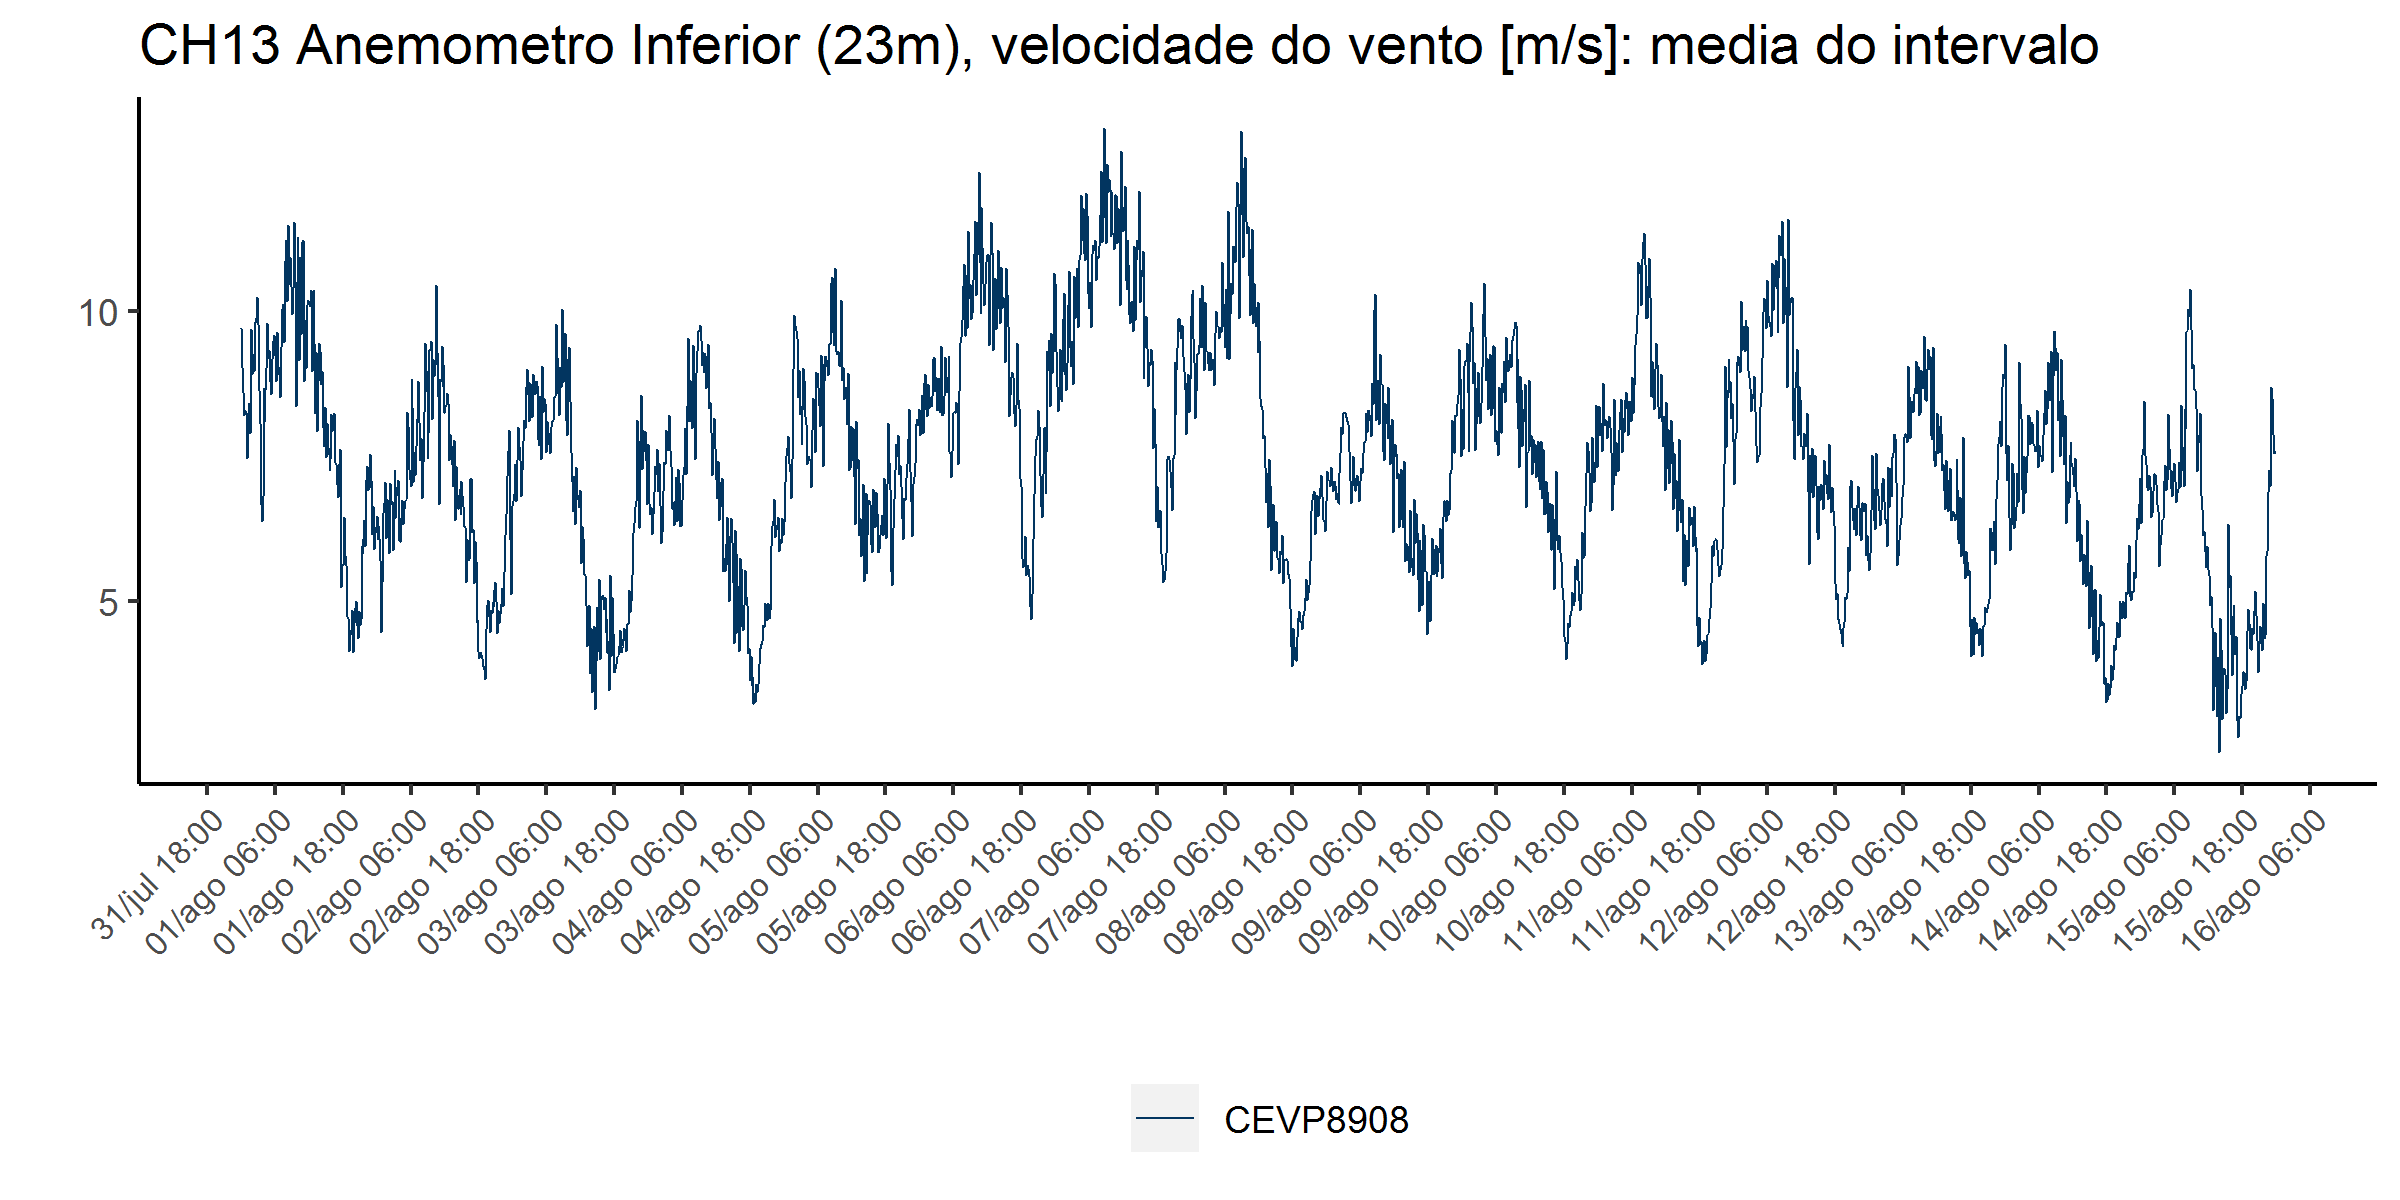 CH13 Anemometro Inferior (23m), velocidade do vento [m/s]: media do intervalo
10
5
31/jul 18:00
01/ago 06:00
01/ago 18:00
02/ago 06:00
02/ago 18:00
03/ago 06:00
03/ago 18:00
04/ago 06:00
04/ago 18:00
05/ago 06:00
05/ago 18:00
06/ago 06:00
06/ago 18:00
07/ago 06:00
07/ago 18:00
08/ago 06:00
08/ago 18:00
09/ago 06:00
09/ago 18:00
10/ago 06:00
10/ago 18:00
11/ago 06:00
11/ago 18:00
12/ago 06:00
12/ago 18:00
13/ago 06:00
13/ago 18:00
14/ago 06:00
14/ago 18:00
15/ago 06:00
15/ago 18:00
16/ago 06:00
CEVP8908